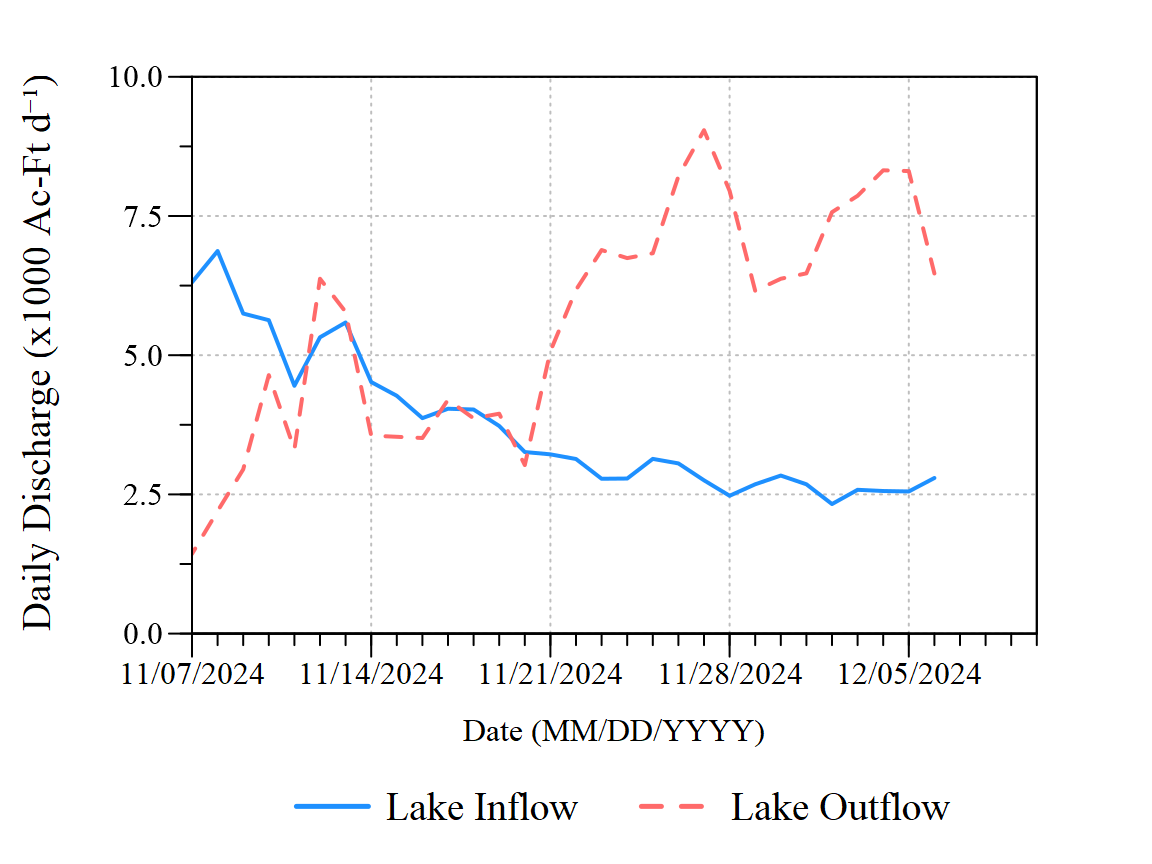 Daily Discharge (x1000 Ac-Ft d⁻¹)
10.0
7.5
5.0
2.5
0.0
11/07/2024 11/14/2024 11/21/2024 11/28/2024 12/05/2024
Date (MM/DD/YYYY)
Lake Inflow Lake Outflow